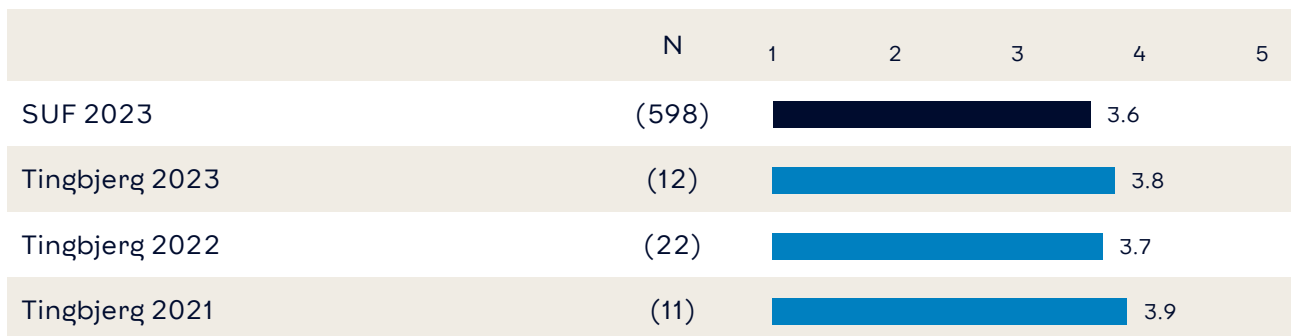 N 1 2 3 4 5
SUF 2023 (598) 3.6
Tingbjerg 2023 (12) 3.8
Tingbjerg 2022 (22) 3.7
Tingbjerg 2021 (11) 3.9